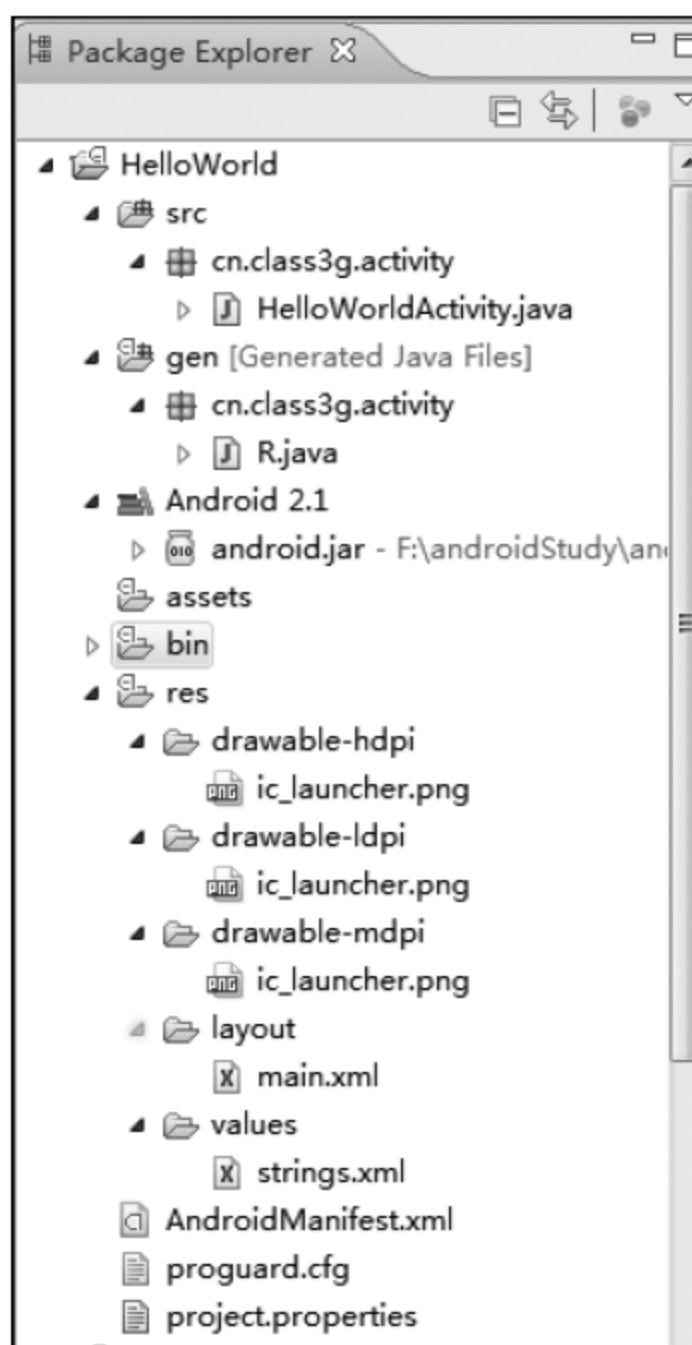 Package Explorer
HelloWorld
src
cn.class3g.activity
HelloWorldActivity.java
gen [Generated Java Files]
cn.class3g.activity
R.java
Android 2.1
android.jar - F:\androidStudy\an
assets
bin
res
drawable-hdpi
ic_launcher.png
drawable-ldpi
ic_launcher.png
drawable-mdpi
ic_launcher.png
layout
main.xml
values
strings.xml
AndroidManifest.xml
proguard.cfg
project.properties